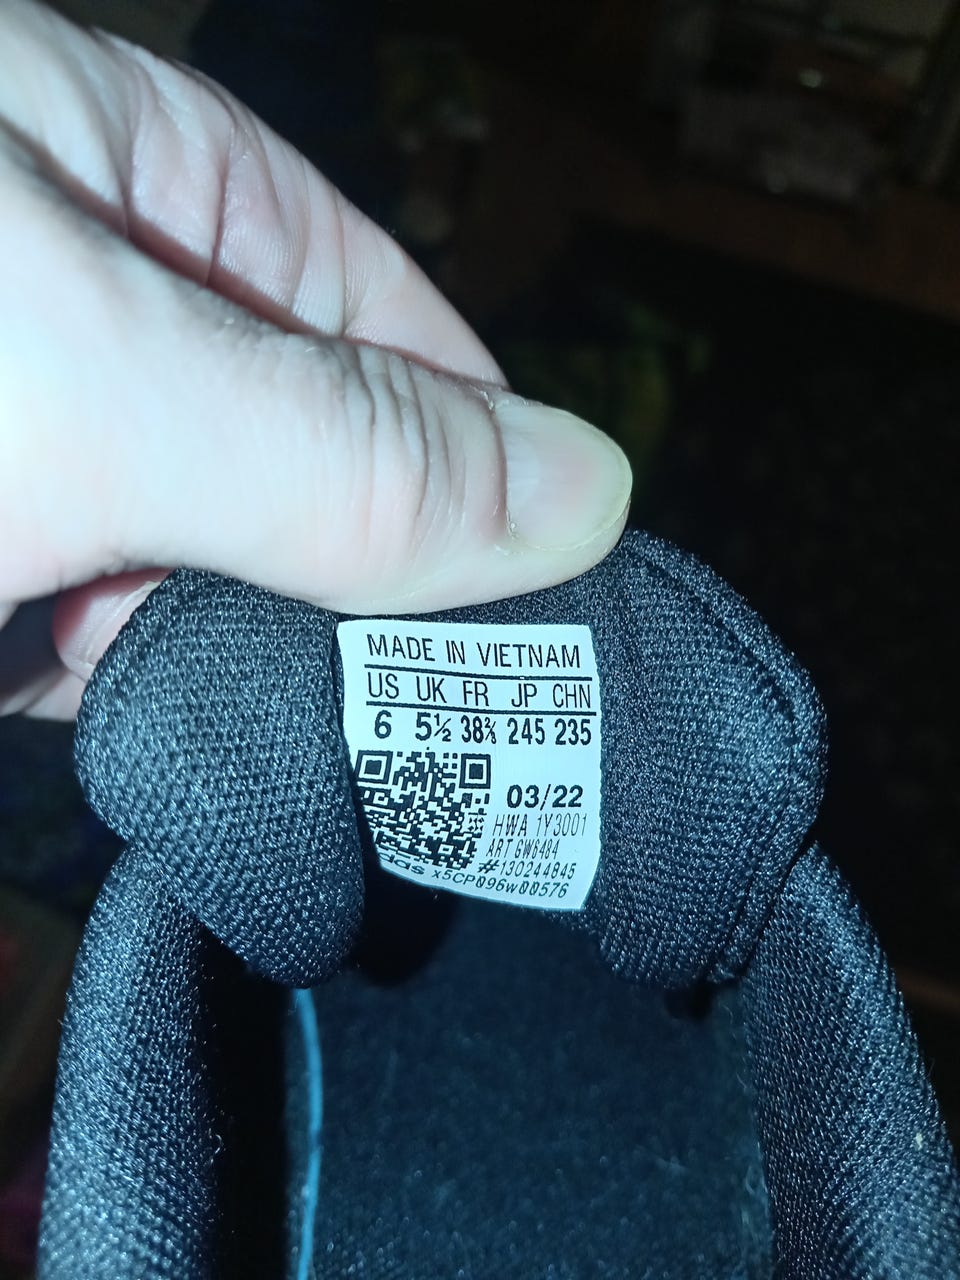 MADE IN VIETNAM
US UK FR JP CHN
6 5½ 38⅔ 245 235
03/22
HWA 1Y3001
ART GW6484
#130244845
x5CP096w00576